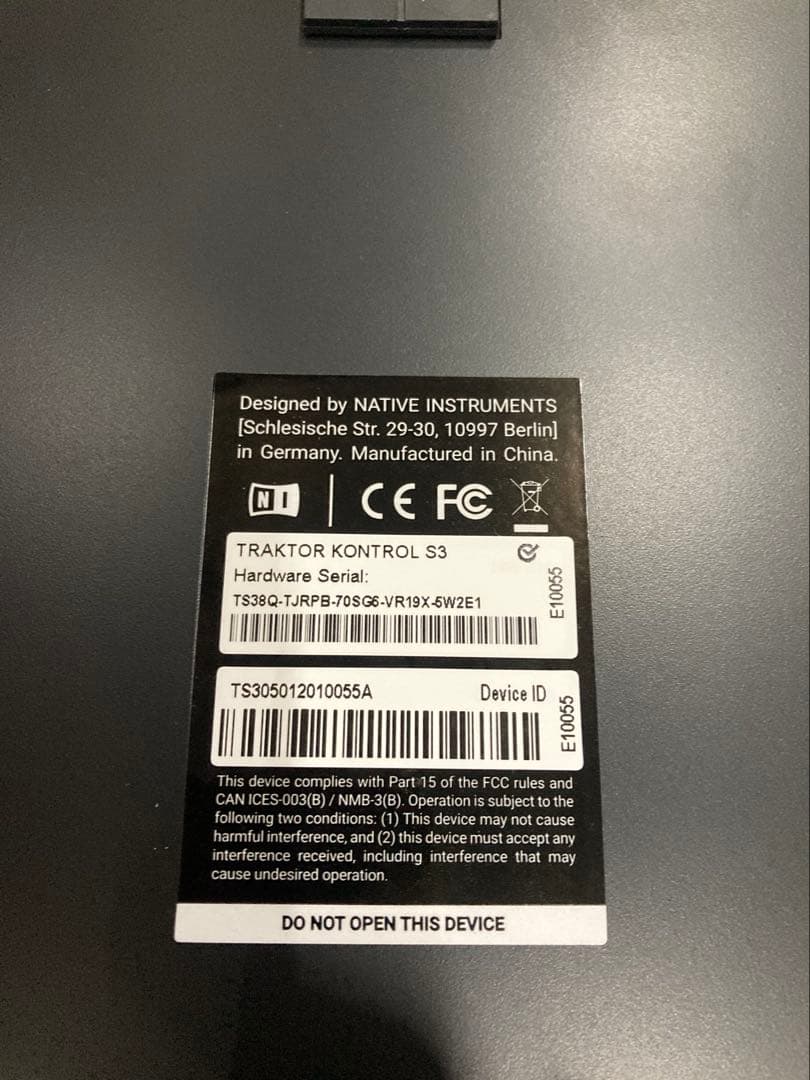 Designed by NATIVE INSTRUMENTS
[Schlesische Str. 29-30, 10997 Berlin]
in Germany. Manufactured in China.
NI CE FC
TRAKTOR KONTROL S3
Hardware Serial:
TS38Q-TJRPB-70SG6-VR19X-5W2E1
E10055
TS305012010055A Device ID
E10055
This device complies with Part 15 of the FCC rules and
CAN ICES-003(B) / NMB-3(B). Operation is subject to the
following two conditions: (1) This device may not cause
harmful interference, and (2) this device must accept any
interference received, including interference that may
cause undesired operation.
DO NOT OPEN THIS DEVICE